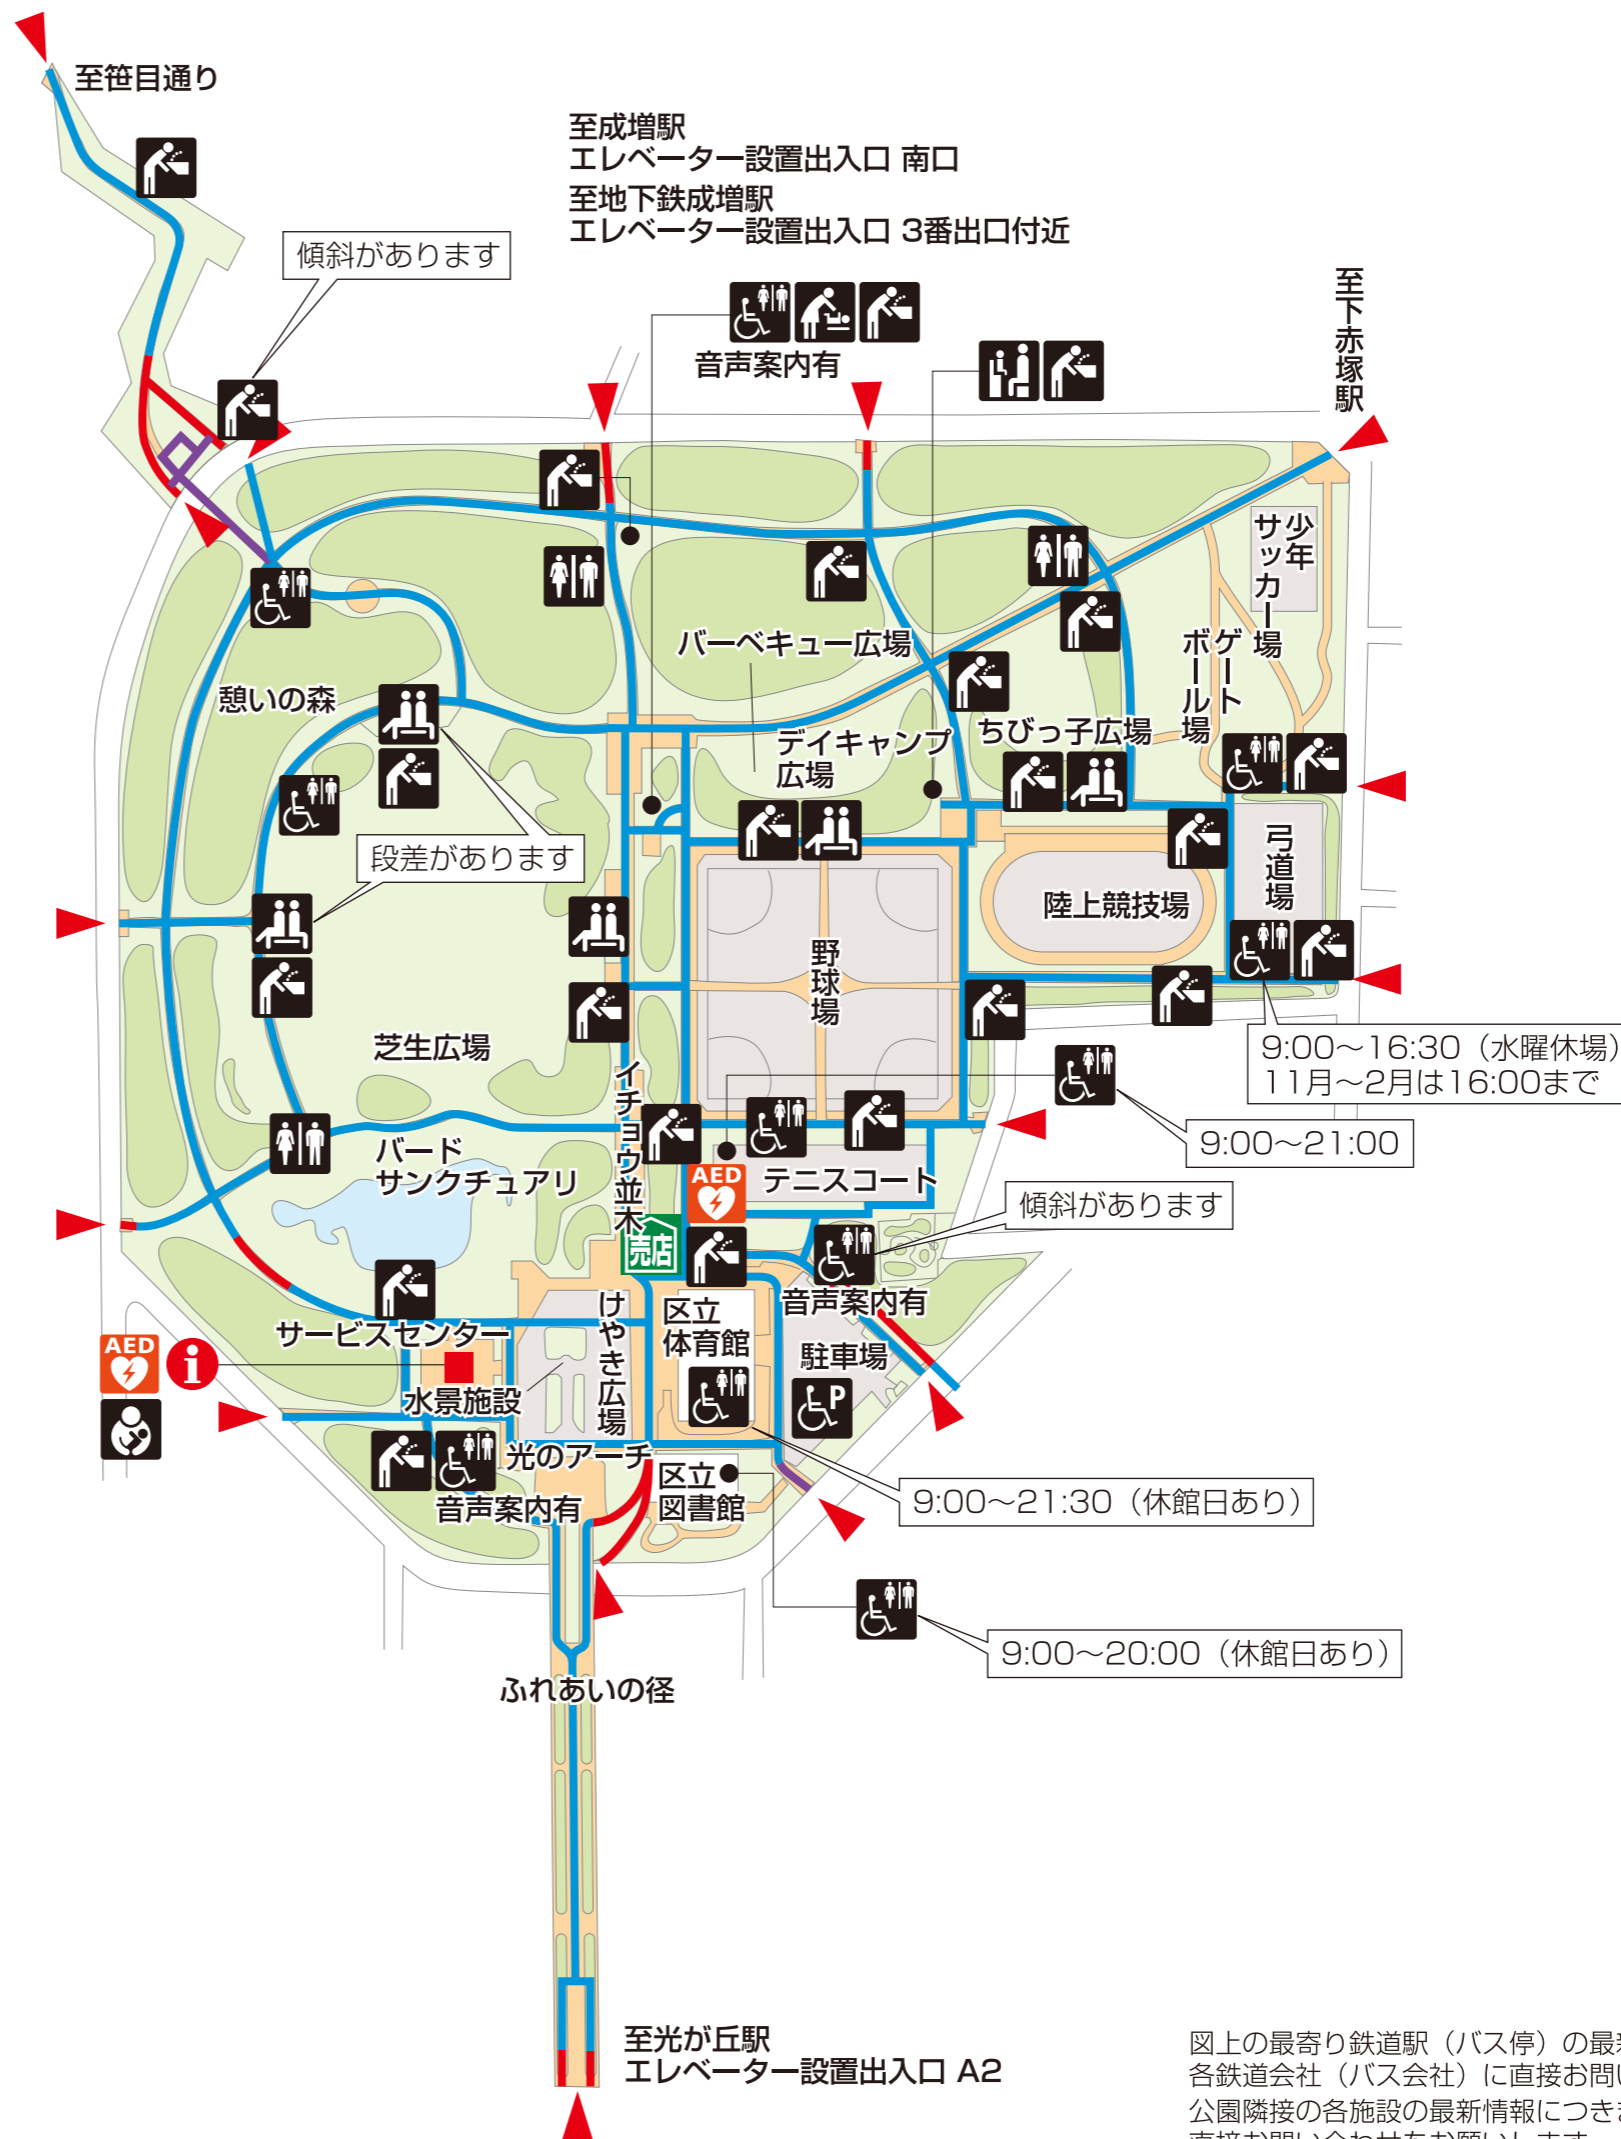 至笹目通り
至成増駅
エレベーター設置出入口 南口
至地下鉄成増駅
エレベーター設置出入口 3番出口付近
傾斜があります
音声案内有
至下赤塚駅
少年
サッカー場
ゲート
ボール場
バーベキュー広場
憩いの森
デイキャンプ
広場
ちびっ子広場
段差があります
弓道場
陸上競技場
野球場
芝生広場
イチョウ並木
9:00～16:30（水曜休場）
11月～2月は16:00まで
9:00～21:00
バード
サンクチュアリ
AED
テニスコート
傾斜があります
売店
音声案内有
けやき広場
区立
体育館
サービスセンター
AED
i
駐車場
P
水景施設
光のアーチ
区立
図書館
9:00～21:30（休館日あり）
音声案内有
9:00～20:00（休館日あり）
ふれあいの径
至光が丘駅
エレベーター設置出入口 A2
図上の最寄り鉄道駅（バス停）の最
各鉄道会社（バス会社）に直接お問
公園隣接の各施設の最新情報につき
直接お問い合わせをお願いします